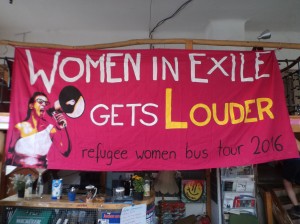 WOMEN IN EXILE
GETS LOUDER
refugee women bus tour 2016